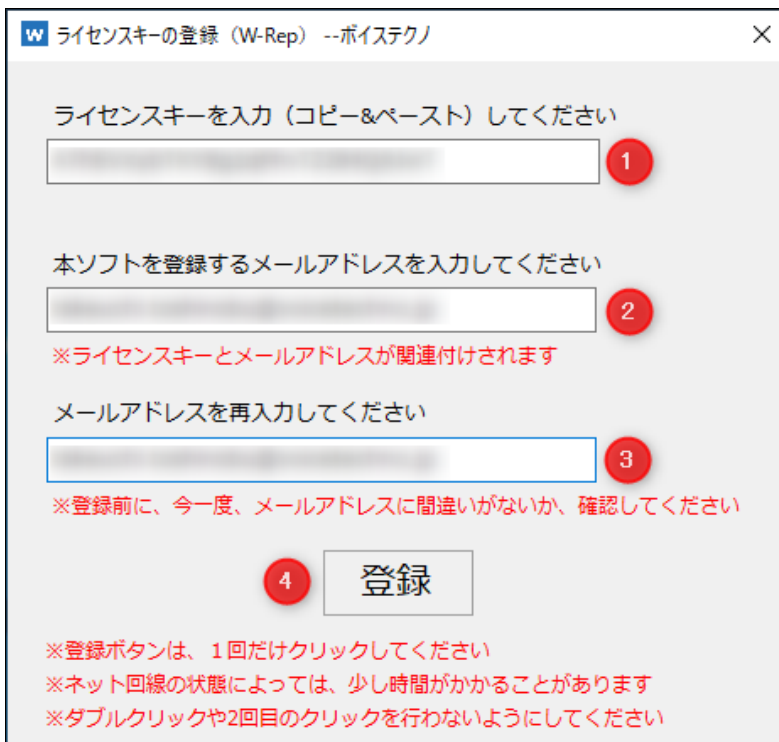 W ライセンスキーの登録（W-Rep） --ボイステクノ
ライセンスキーを入力（コピー&ペースト）してください
1
本ソフトを登録するメールアドレスを入力してください
2
※ライセンスキーとメールアドレスが関連付けされます
メールアドレスを再入力してください
3
※登録前に、今一度、メールアドレスに間違いがないか、確認してください
4 登録
※登録ボタンは、１回だけクリックしてください
※ネット回線の状態によっては、少し時間がかかることがあります
※ダブルクリックや2回目のクリックを行わないようにしてください